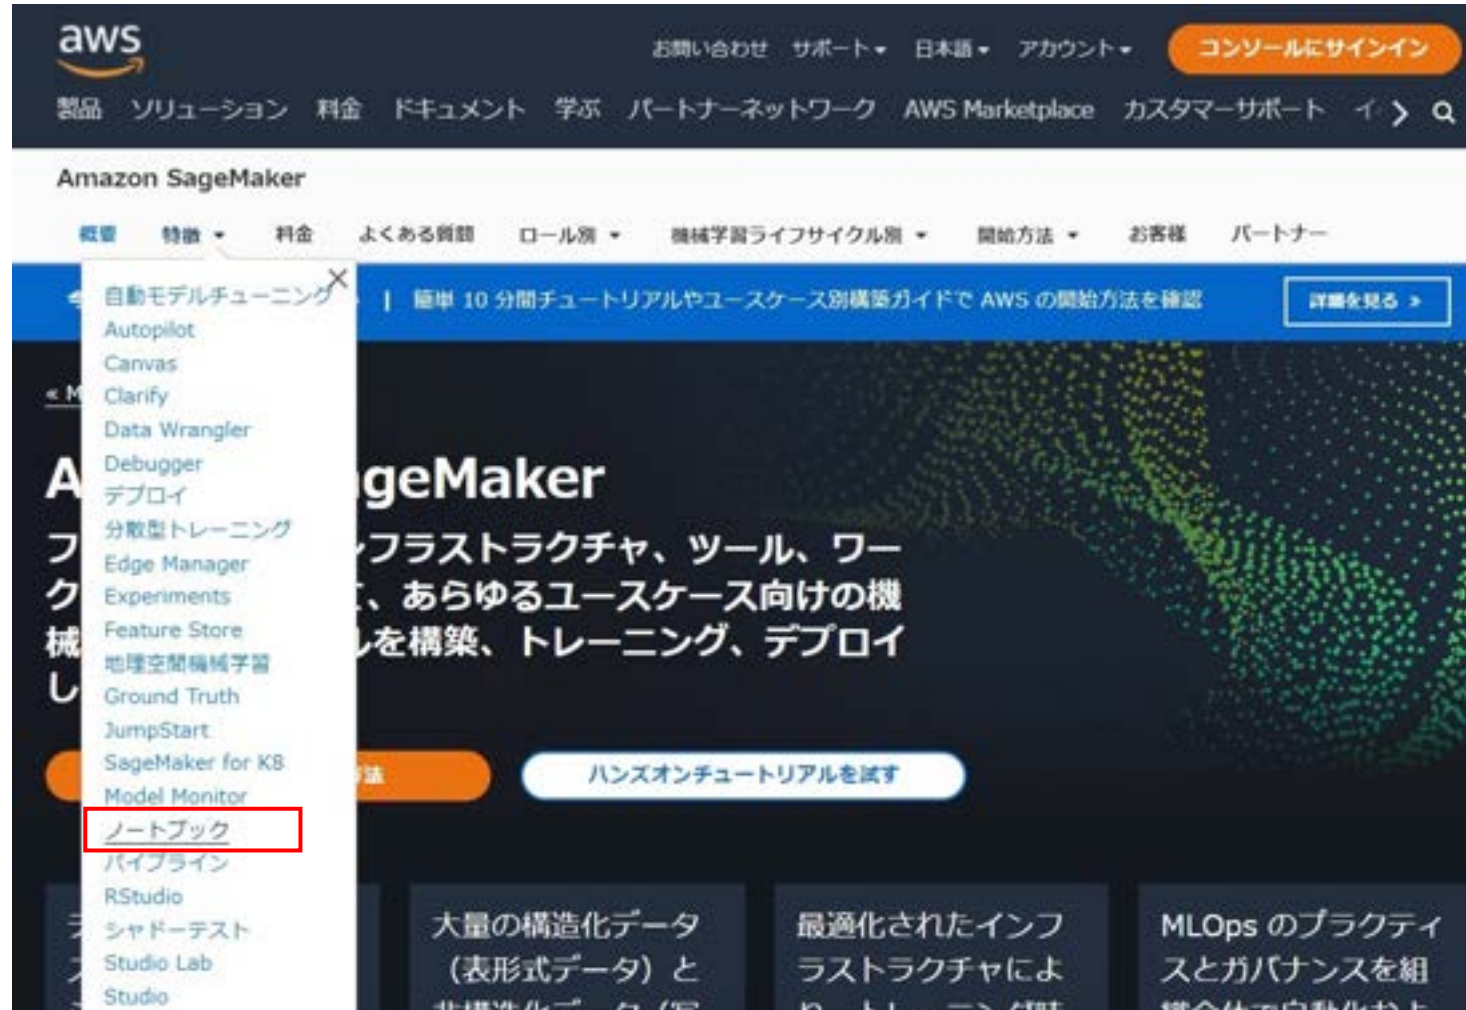 aws
お問い合わせ サポート 日本語 アカウント コンソールにサインイン
製品 ソリューション 料金 ドキュメント 学ぶ パートナーネットワーク AWS Marketplace カスタマーサポート イ
Amazon SageMaker
概要 特徴 料金 よくある質問 ロール別 機械学習ライフサイクル別 開始方法 お客様 パートナー
| 簡単 10 分間チュートリアルやユースケース別構築ガイドで AWS の開始方法を確認 詳細を見る »
自動モデルチューニング
Autopilot
Canvas
« M
Clarify
Data Wrangler
Debugger
デプロイ
分散型トレーニング
Edge Manager
Experiments
Feature Store
地理空間機械学習
Ground Truth
JumpStart
SageMaker for K8
Model Monitor
ノートブック
パイプライン
RStudio
シャドーテスト
Studio Lab
Studio
A geMaker
フ フラストラクチャ、ツール、ワー
ク 、あらゆるユースケース向けの機
械 を構築、トレーニング、デプロイ
し
法 ハンズオンチュートリアルを試す
大量の構造化データ
（表形式データ）と
最適化されたインフ
ラストラクチャによ
MLOps のプラクティ
スとガバナンスを組